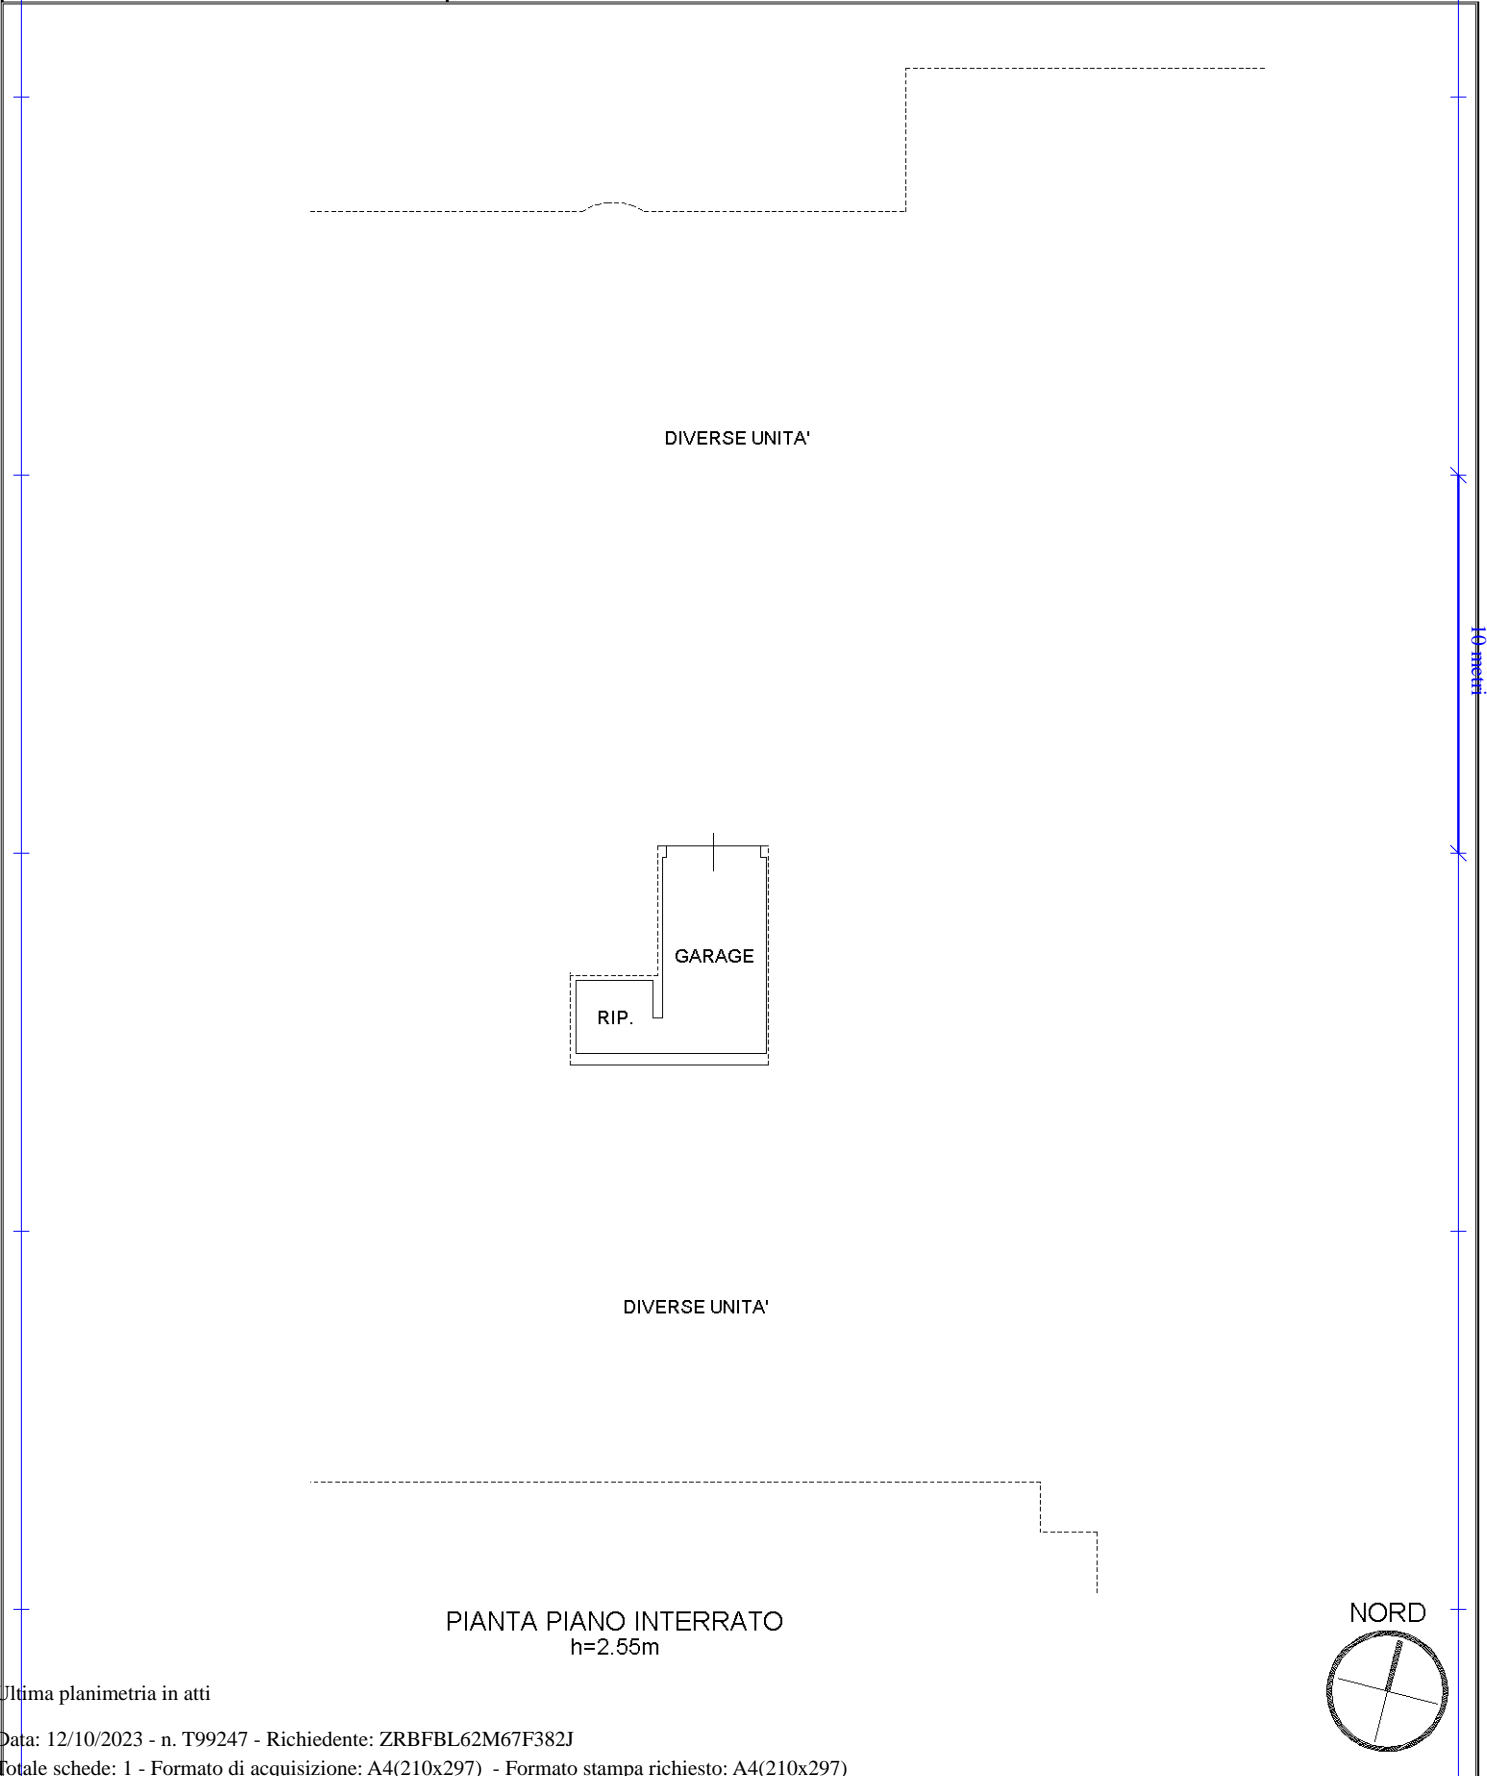 DIVERSE UNITA'
10 metri
GARAGE
RIP.
DIVERSE UNITA'
PIANTA PIANO INTERRATO
h=2.55m
NORD
Ultima planimetria in atti
Data: 12/10/2023 - n. T99247 - Richiedente: ZRBFBL62M67F382J
Totale schede: 1 - Formato di acquisizione: A4(210x297) - Formato stampa richiesto: A4(210x297)